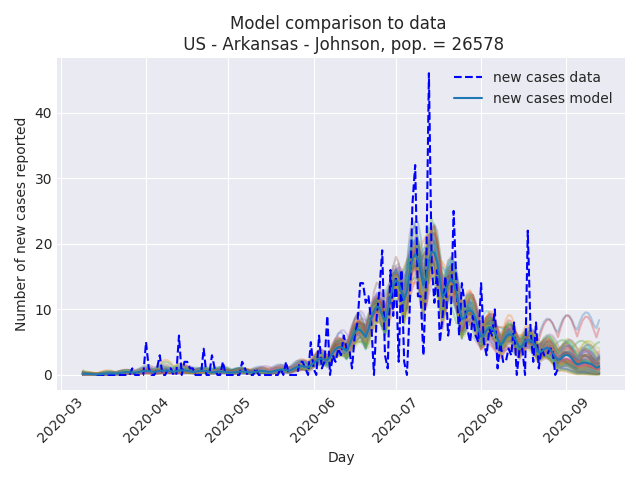 Model comparison to data
US - Arkansas - Johnson, pop. = 26578
new cases data
new cases model
Number of new cases reported
40
30
20
10
0
2020-03
2020-04
2020-05
2020-06
2020-07
2020-08
2020-09
Day